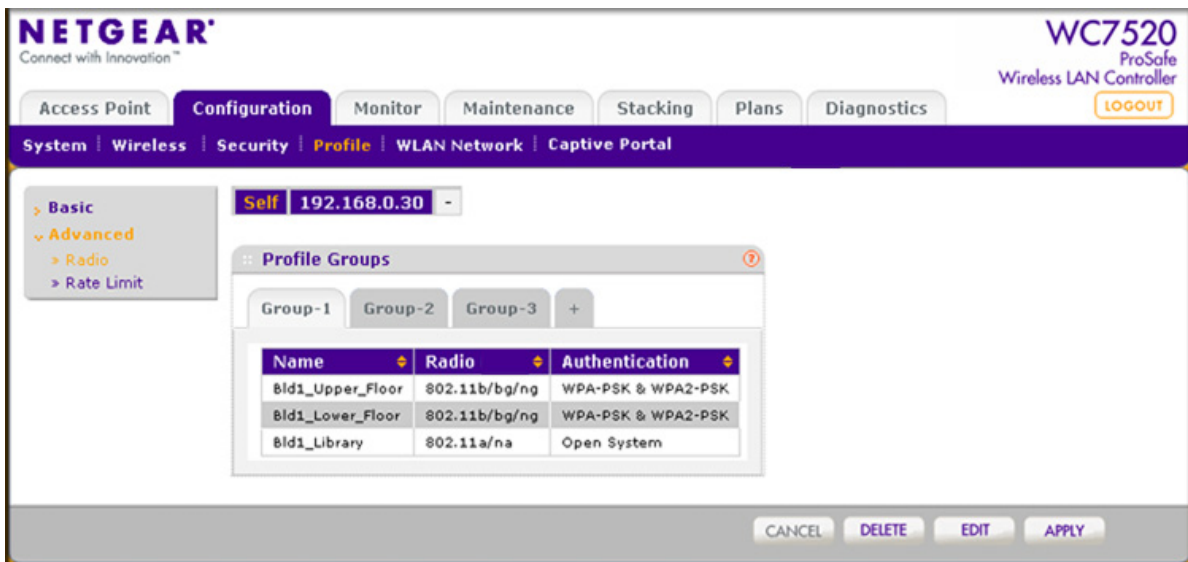 NETGEAR®
Connect with Innovation™
WC7520
ProSafe
Wireless LAN Controller
Access Point Configuration Monitor Maintenance Stacking Plans Diagnostics LOGOUT
System Wireless Security Profile WLAN Network Captive Portal
Basic
Advanced
» Radio
» Rate Limit
Self 192.168.0.30 -
Profile Groups ?
Group-1 Group-2 Group-3 +
Name Radio Authentication
Bld1_Upper_Floor 802.11b/bg/ng WPA-PSK & WPA2-PSK
Bld1_Lower_Floor 802.11b/bg/ng WPA-PSK & WPA2-PSK
Bld1_Library 802.11a/na Open System
CANCEL DELETE EDIT APPLY